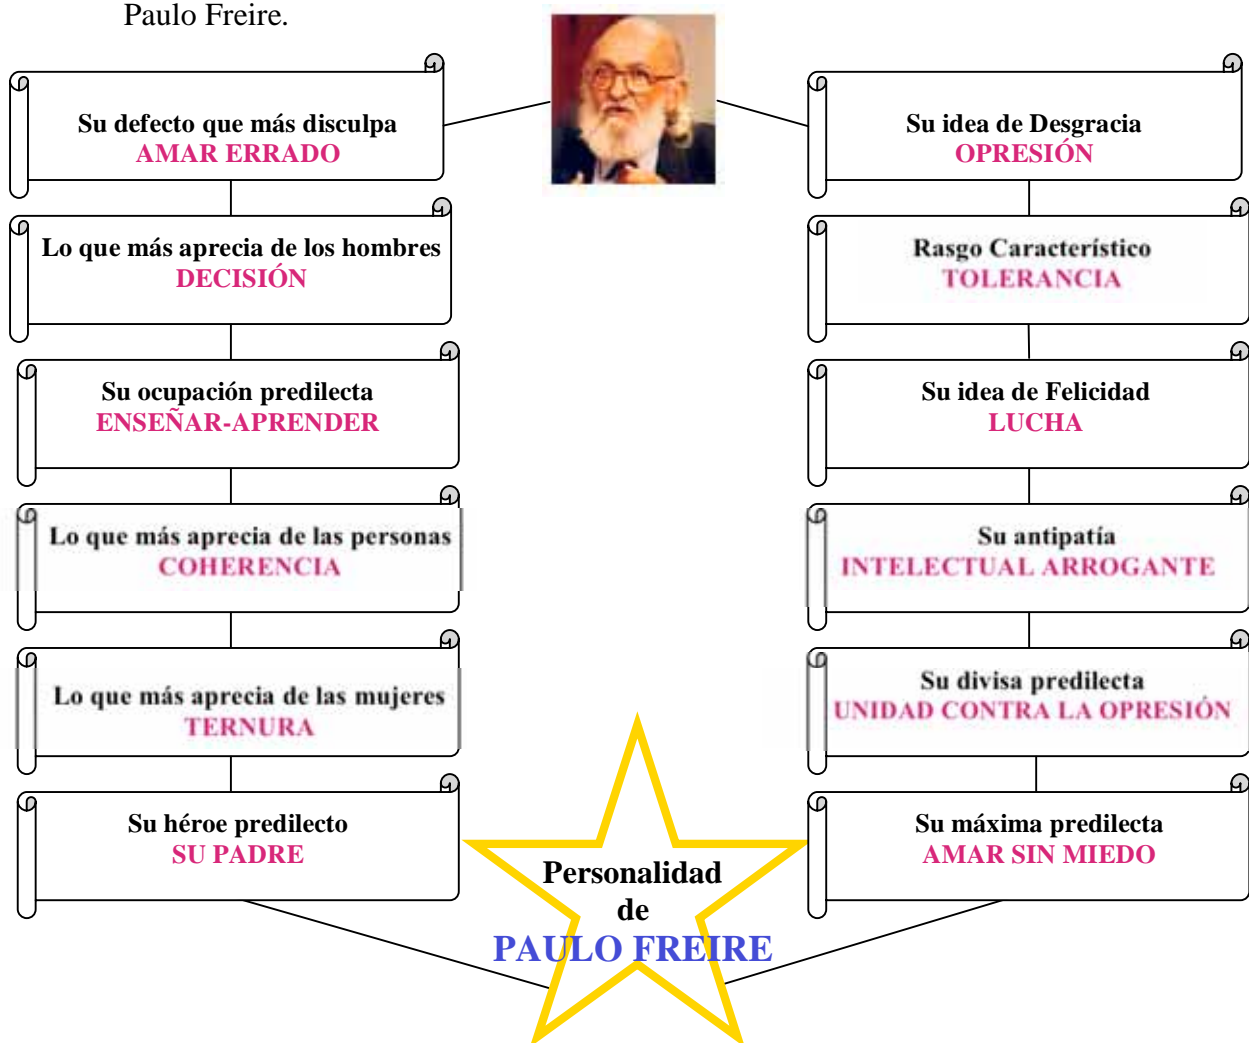 Paulo Freire.
Su defecto que más disculpa
AMAR ERRADO
Lo que más aprecia de los hombres
DECISIÓN
Su ocupación predilecta
ENSEÑAR-APRENDER
Lo que más aprecia de las personas
COHERENCIA
Lo que más aprecia de las mujeres
TERNURA
Su héroe predilecto
SU PADRE
Su idea de Desgracia
OPRESIÓN
Rasgo Característico
TOLERANCIA
Su idea de Felicidad
LUCHA
Su antipatía
INTELECTUAL ARROGANTE
Su divisa predilecta
UNIDAD CONTRA LA OPRESIÓN
Su máxima predilecta
AMAR SIN MIEDO
Personalidad
de
PAULO FREIRE